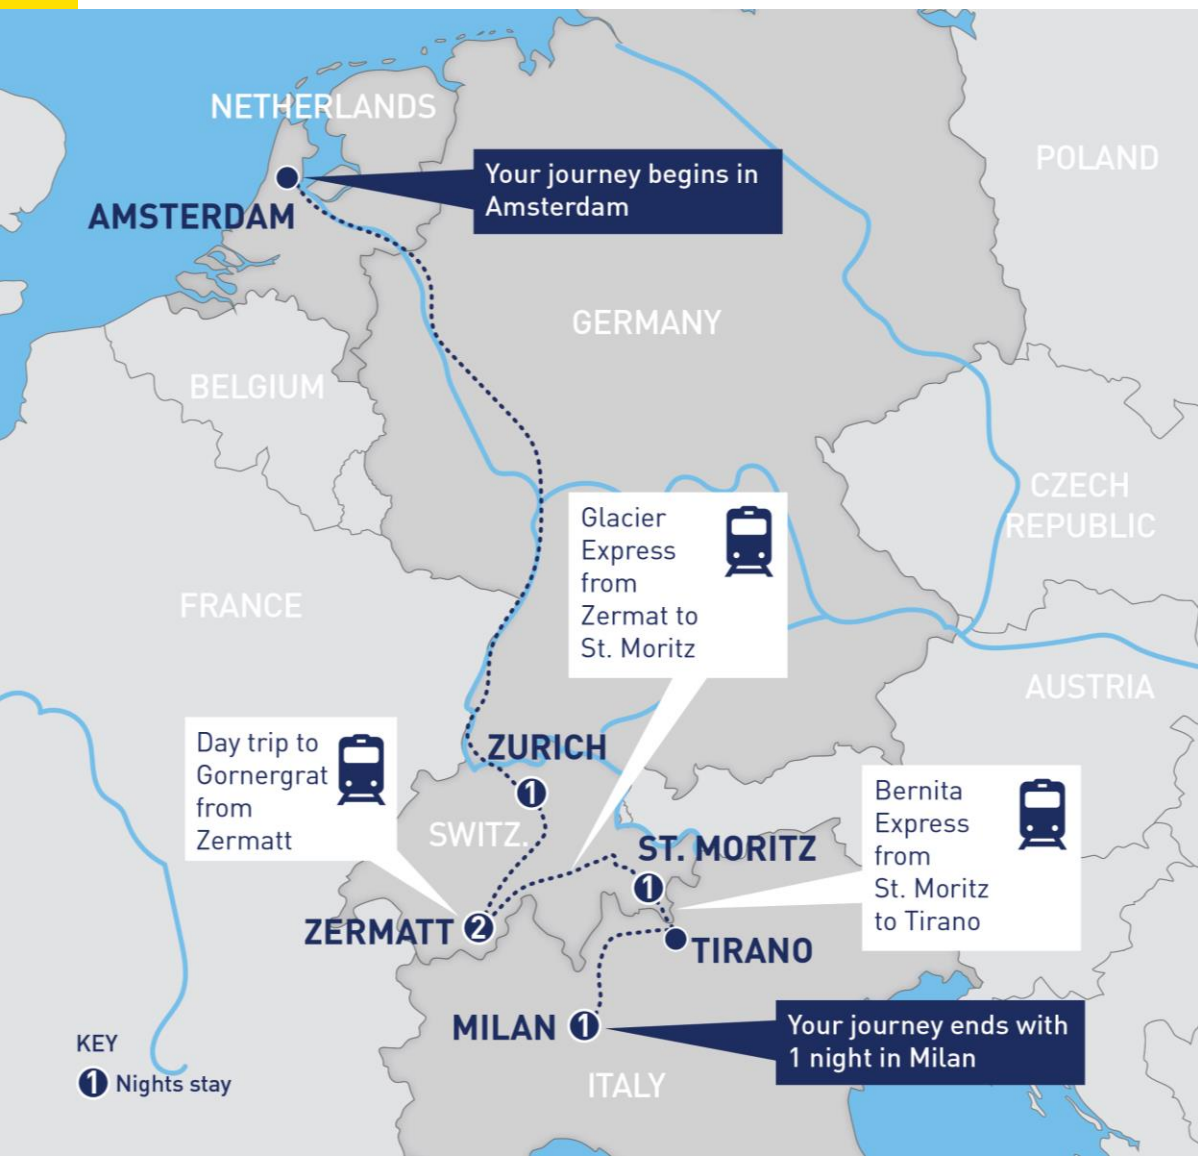 NETHERLANDS
POLAND
Your journey begins in
Amsterdam
AMSTERDAM
GERMANY
BELGIUM
CZECH
REPUBLIC
Glacier
Express
from
Zermat to
St. Moritz
FRANCE
AUSTRIA
Day trip to
Gornergrat
from
Zermatt
ZURICH
1
SWITZ.
Bernita
Express
from
St. Moritz
to Tirano
ST. MORITZ
1
ZERMATT 2
TIRANO
MILAN 1
Your journey ends with
1 night in Milan
KEY
1 Nights stay
ITALY